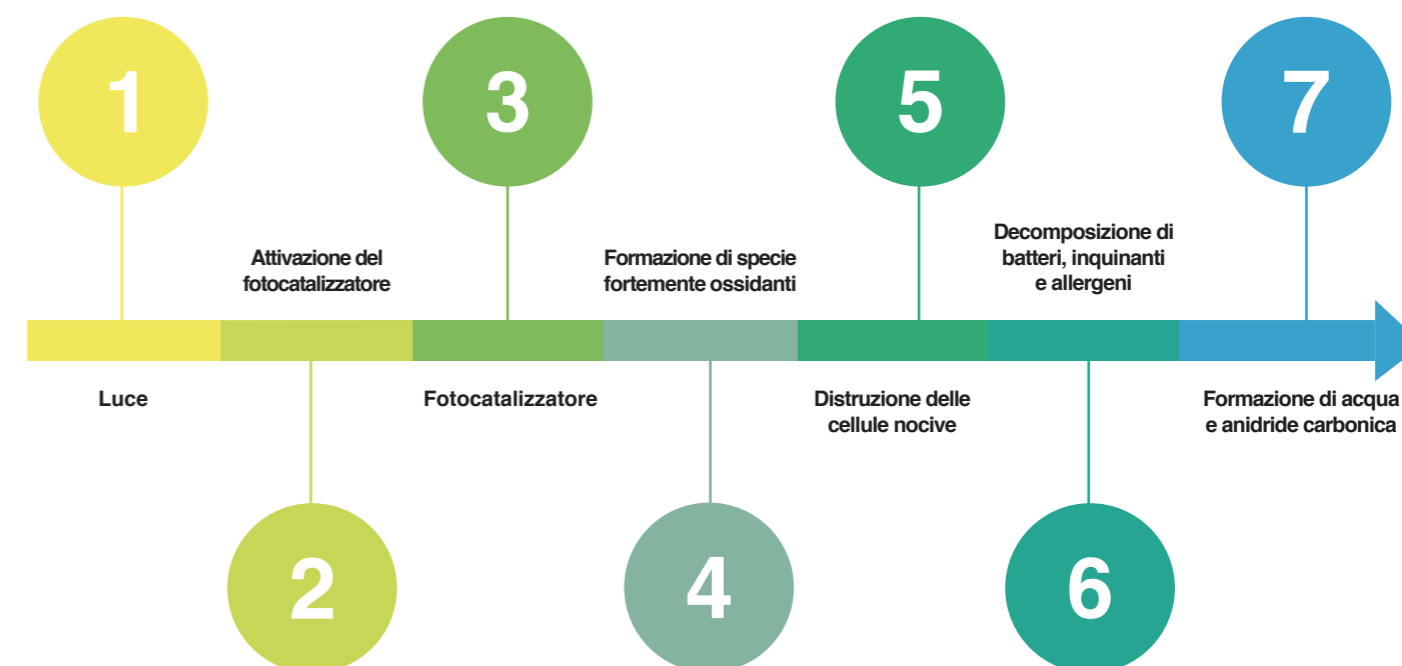 1
Luce
2
Attivazione del
fotocatalizzatore
3
Fotocatalizzatore
4
Formazione di specie
fortemente ossidanti
5
Distruzione delle
cellule nocive
6
Decomposizione di
batteri, inquinanti
e allergeni
7
Formazione di acqua
e anidride carbonica